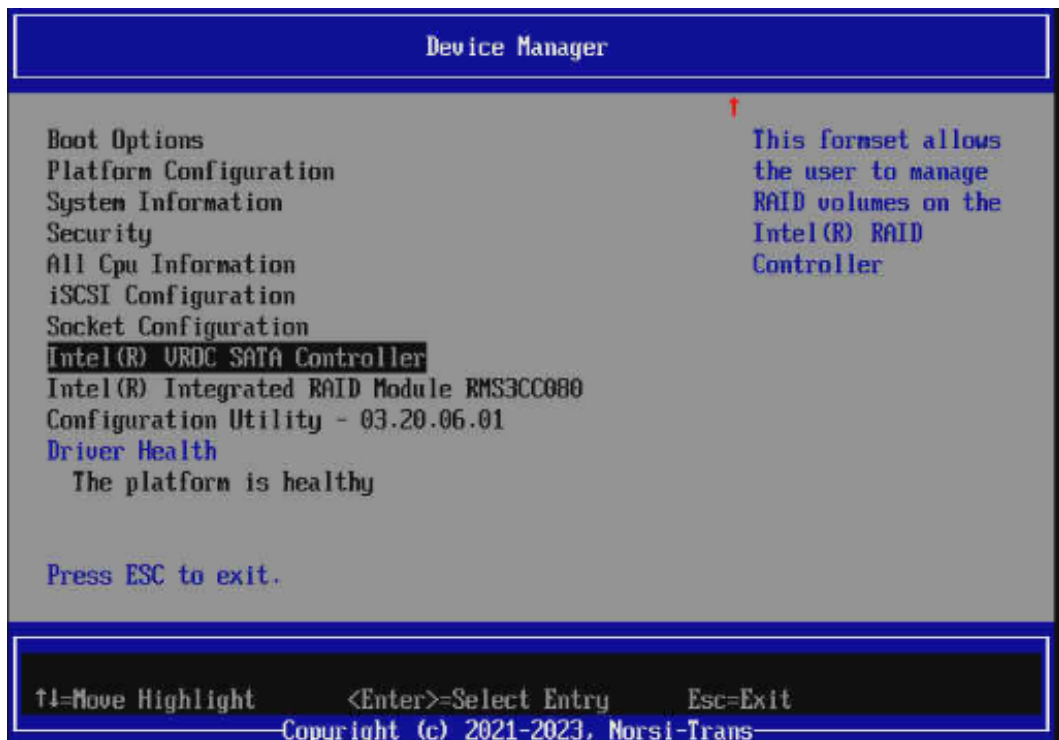 Device Manager
Boot Options
Platform Configuration
System Information
Security
All Cpu Information
iSCSI Configuration
Socket Configuration
Intel(R) VROC SATA Controller
Intel(R) Integrated RAID Module RMS3CC080
Configuration Utility - 03.20.06.01
Driver Health
The platform is healthy
Press ESC to exit.
↑
This formset allows
the user to manage
RAID volumes on the
Intel(R) RAID
Controller
↑↓=Move Highlight <Enter>=Select Entry Esc=Exit
Copyright (c) 2021-2023, Norsi-Trans